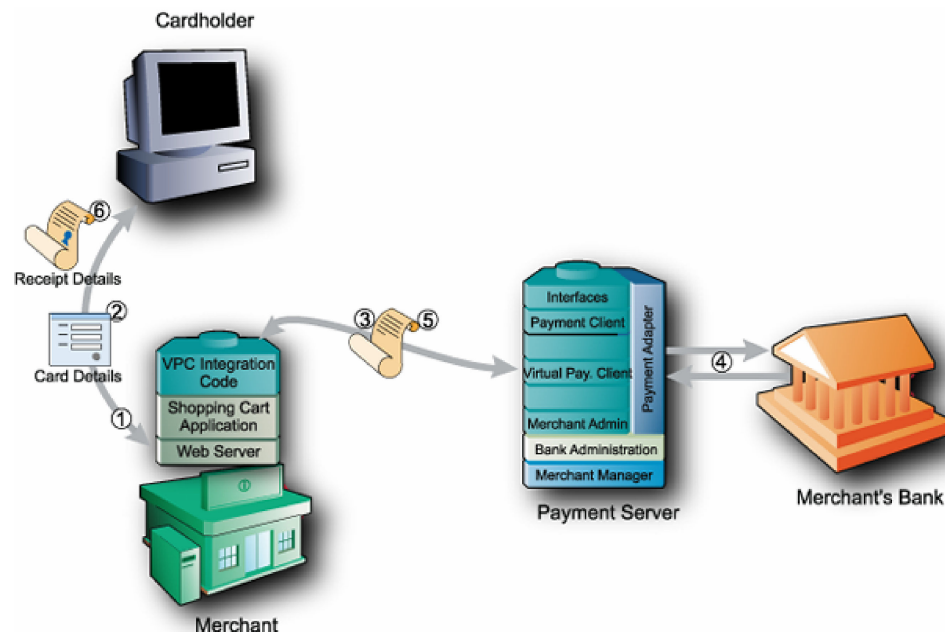 Cardholder
⑥
Receipt Details
②
Card Details
①
VPC Integration
Code
Shopping Cart
Application
Web Server
Merchant
③
⑤
Interfaces
Payment Client
Virtual Pay. Client
Merchant Admin
Payment Adapter
Bank Administration
Merchant Manager
Payment Server
④
Merchant's Bank